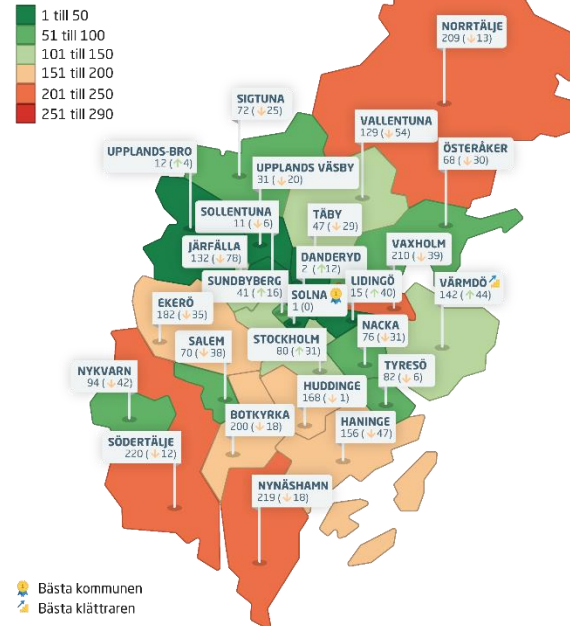 1 till 50
51 till 100
101 till 150
151 till 200
201 till 250
251 till 290
NORRTÄLJE
209 (↓13)
SIGTUNA
72 (↓25)
VALLENTUNA
129 (↓54)
ÖSTERÅKER
68 (↓30)
UPPLANDS-BRO
12 (↑4)
UPPLANDS VÄSBY
31 (↓20)
SOLLENTUNA
11 (↓6)
TÄBY
47 (↓29)
JÄRFÄLLA
132 (↓78)
DANDERYD
2 (↑12)
VAXHOLM
210 (↓39)
SUNDBYBERG
41 (↑16)
SOLNA
1 (0)
LIDINGÖ
15 (↑40)
VÄRMDÖ
142 (↑44)
EKERÖ
182 (↓35)
STOCKHOLM
80 (↑31)
NACKA
76 (↓31)
SALEM
70 (↓38)
NYKVARN
94 (↓42)
TYRESÖ
82 (↓6)
HUDDINGE
168 (↓1)
BOTKYRKA
200 (↓18)
HANINGE
156 (↓47)
SÖDERTÄLJE
220 (↓12)
NYNÄSHAMN
219 (↓18)
Bästa kommunen
Bästa klättraren